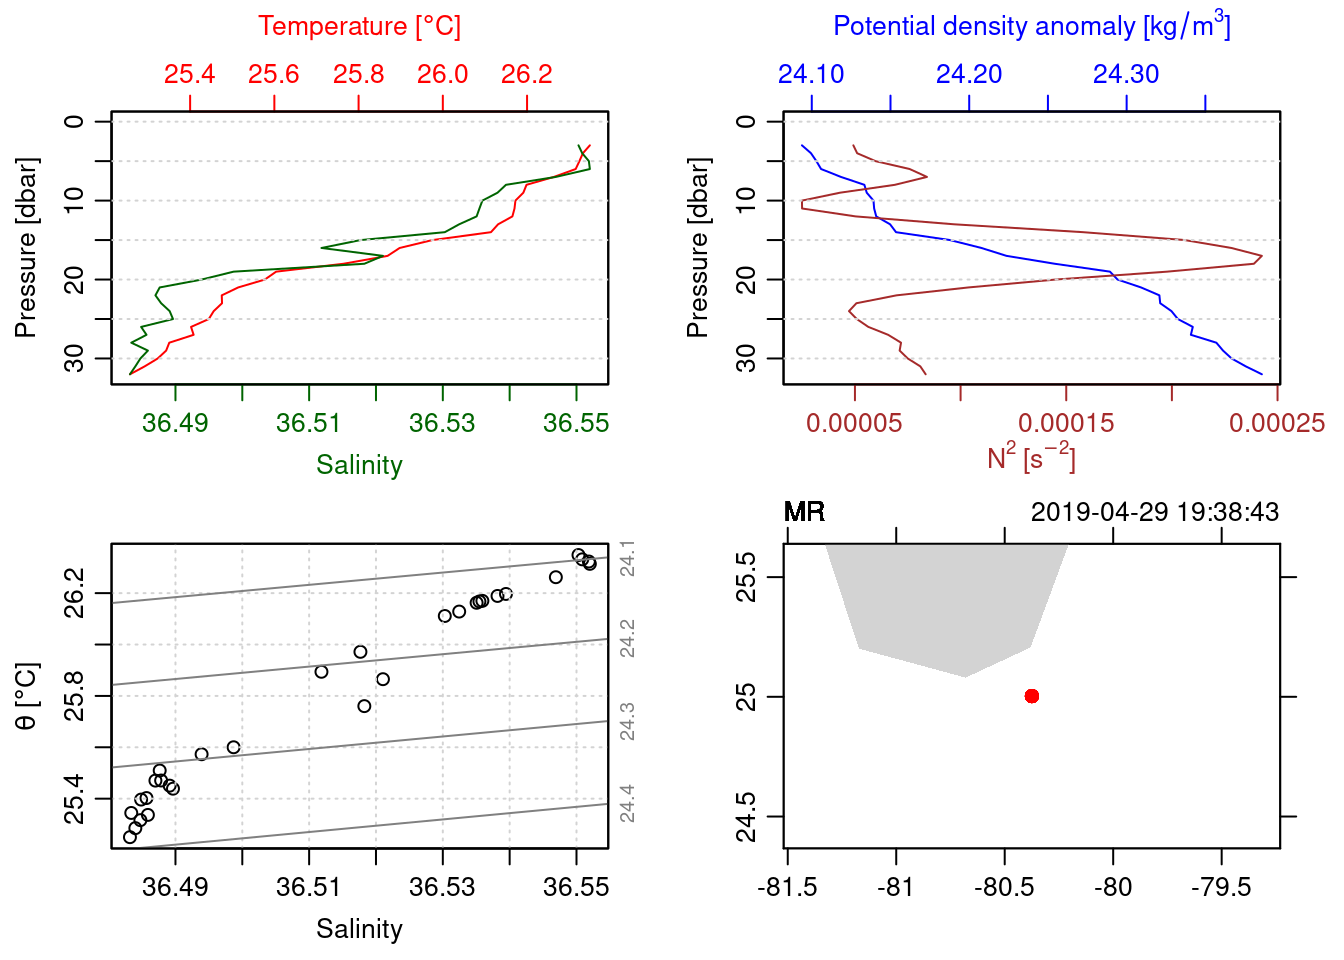 Temperature [°C]
25.4 25.6 25.8 26.0 26.2
Pressure [dbar]
0 10 20 30
36.49 36.51 36.53 36.55
Salinity
Potential density anomaly [kg/m³]
24.10 24.20 24.30
Pressure [dbar]
0 10 20 30
0.00005 0.00015 0.00025
N² [s⁻²]
θ [°C]
25.4 25.8 26.2
24.1
24.2
24.3
24.4
36.49 36.51 36.53 36.55
Salinity
MR 2019-04-29 19:38:43
24.5 25 25.5
-81.5 -81 -80.5 -80 -79.5